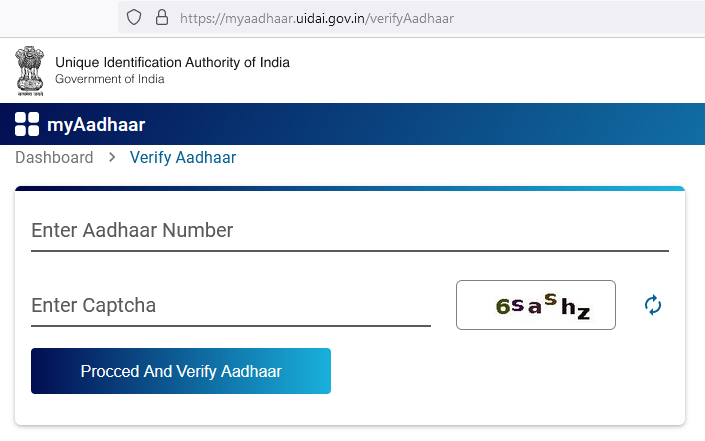 https://myaadhaar.uidai.gov.in/verifyAadhaar
Unique Identification Authority of India
Government of India
myAadhaar
Dashboard > Verify Aadhaar
Enter Aadhaar Number
Enter Captcha
6sashz
Procced And Verify Aadhaar